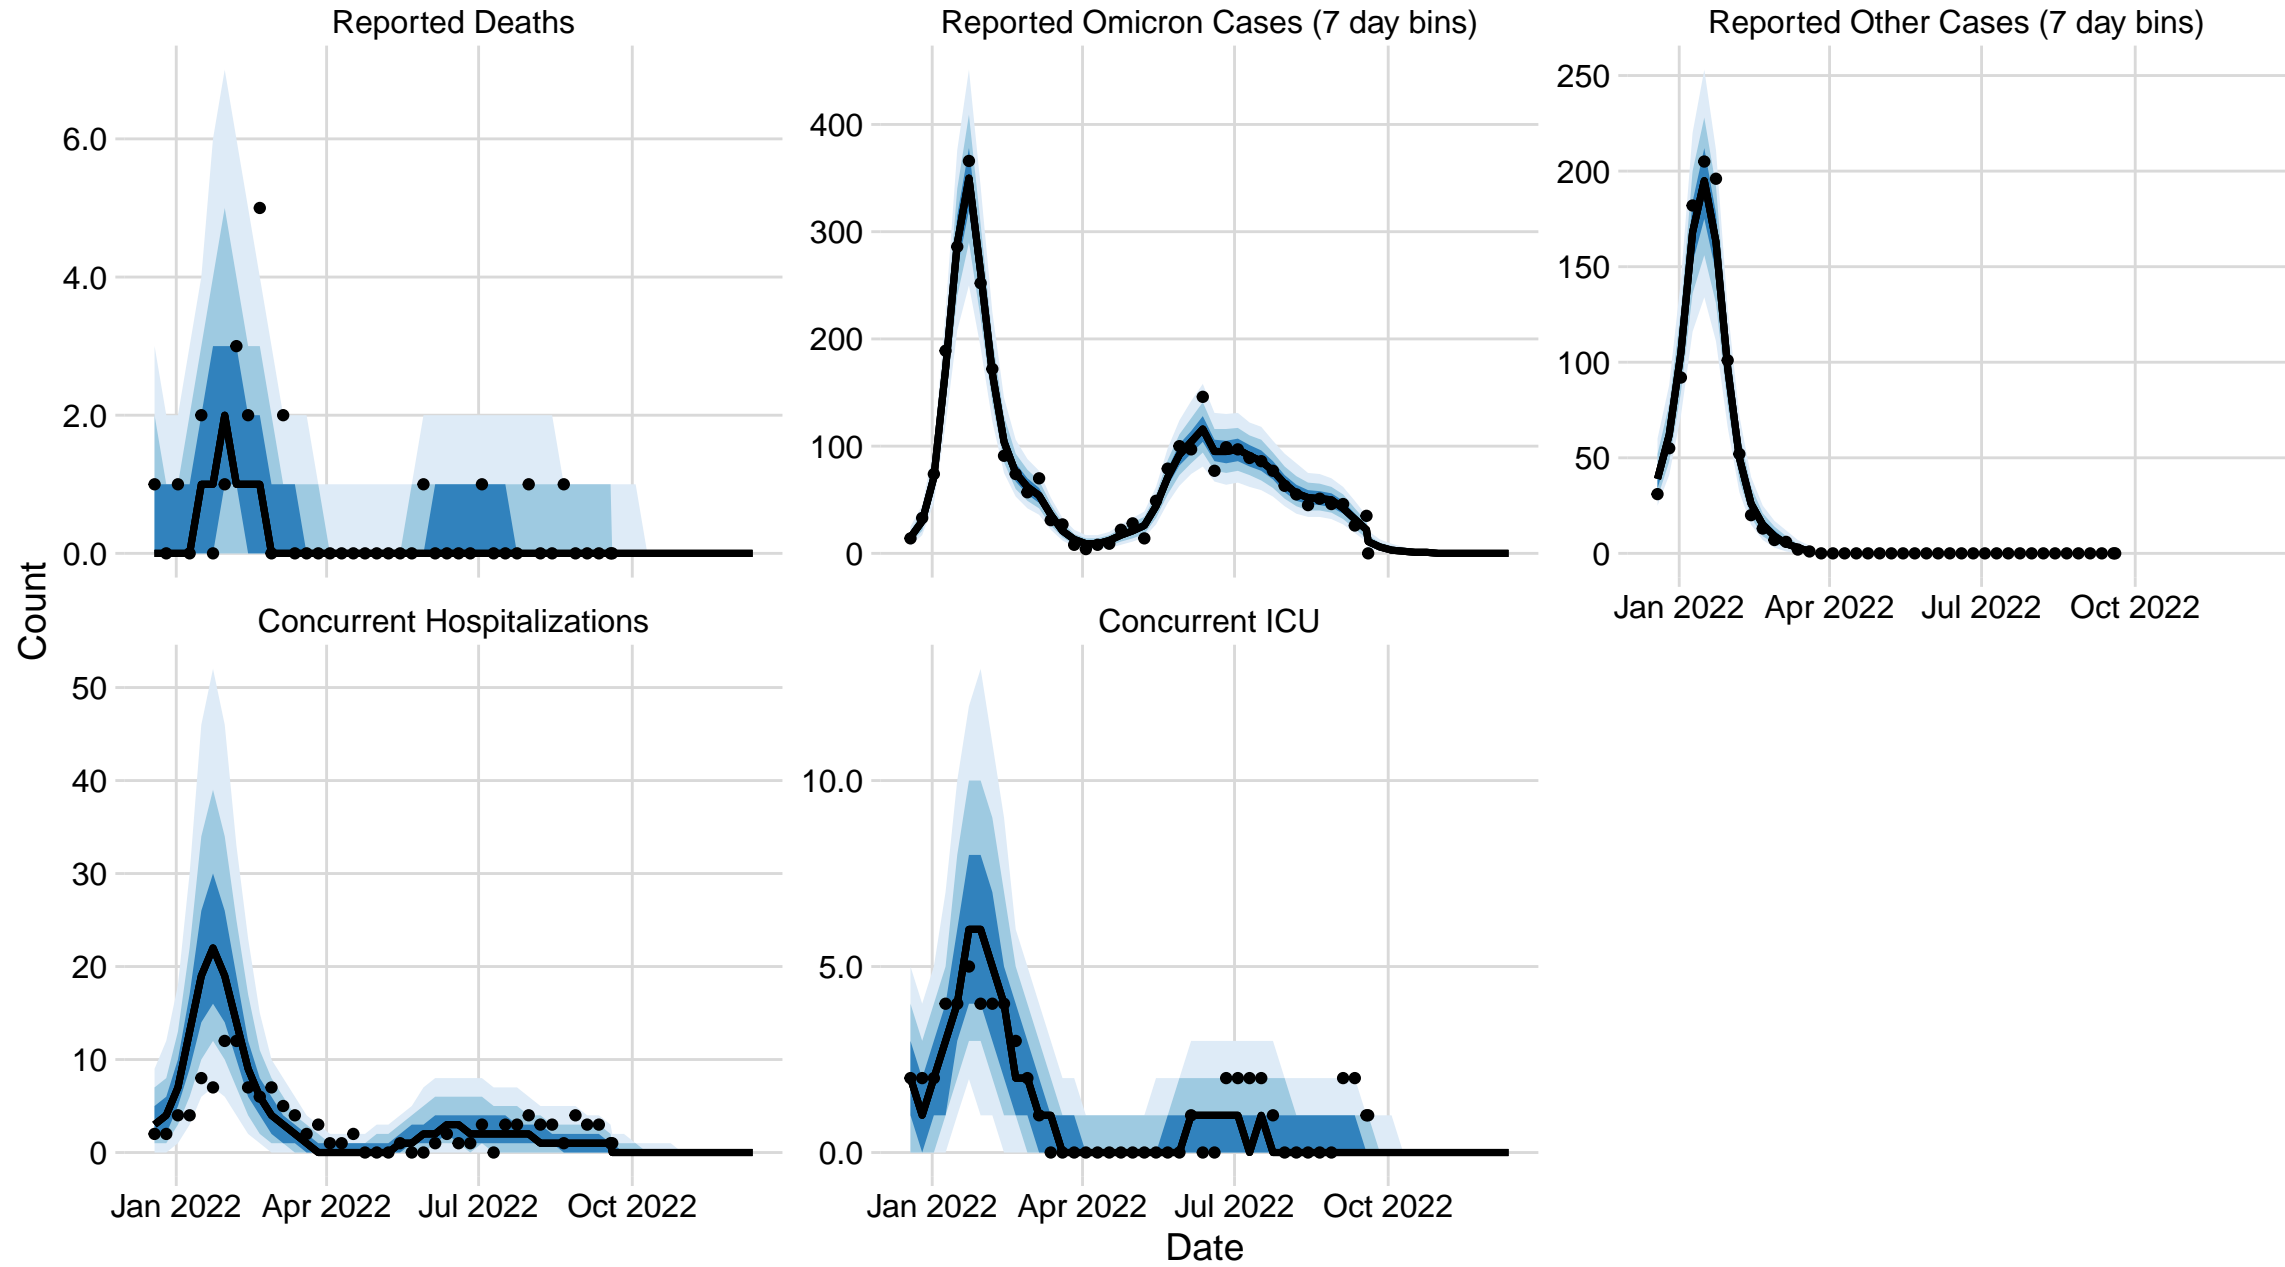 Reported Deaths
Reported Omicron Cases (7 day bins)
Reported Other Cases (7 day bins)
6.0
4.0
2.0
0.0
400
300
200
100
0
250
200
150
100
50
0
Jan 2022 Apr 2022 Jul 2022 Oct 2022
Count
Concurrent Hospitalizations
Concurrent ICU
50
40
30
20
10
0
10.0
5.0
0.0
Jan 2022 Apr 2022 Jul 2022 Oct 2022
Jan 2022 Apr 2022 Jul 2022 Oct 2022
Date